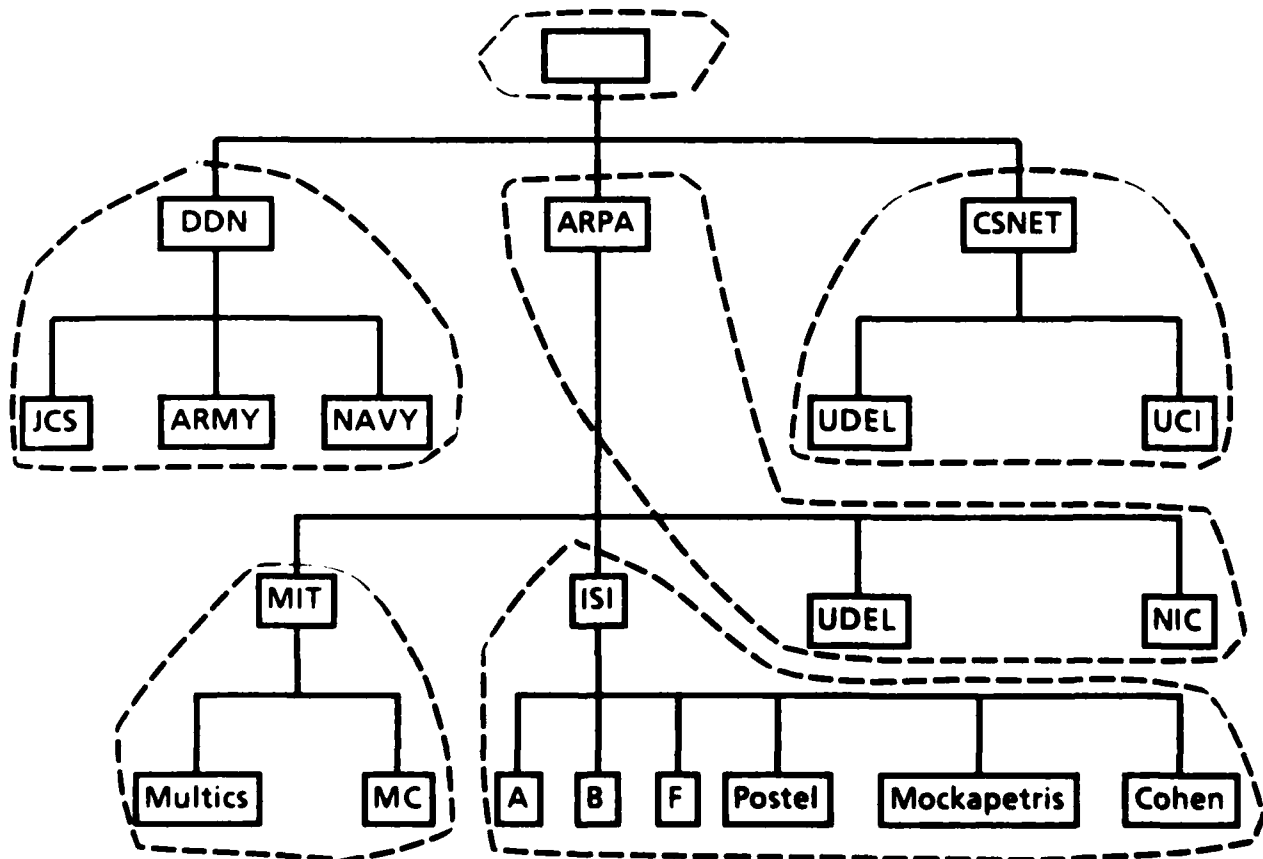 DDN
ARPA
CSNET
JCS
ARMY
NAVY
UDEL
UCI
MIT
ISI
UDEL
NIC
Multics
MC
A
B
F
Postel
Mockapetris
Cohen